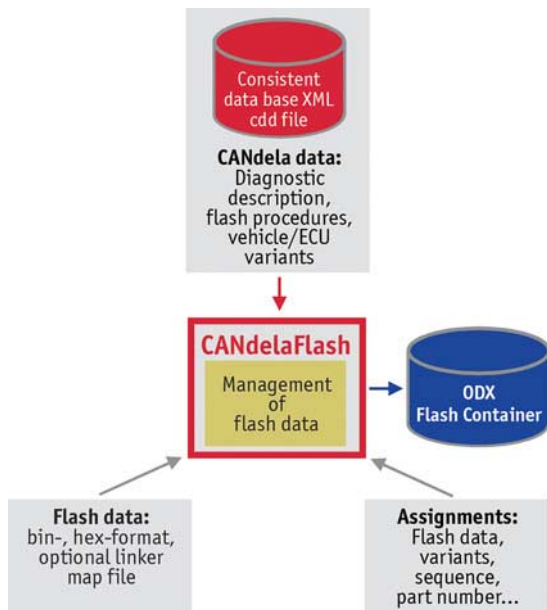 Consistent
data base XML
cdd file
CANdela data:
Diagnostic
description,
flash procedures,
vehicle/ECU
variants
CANdelaFlash
Management
of
flash data
ODX
Flash Container
Flash data:
bin-, hex-format,
optional linker
map file
Assignments:
Flash data,
variants,
sequence,
part number...